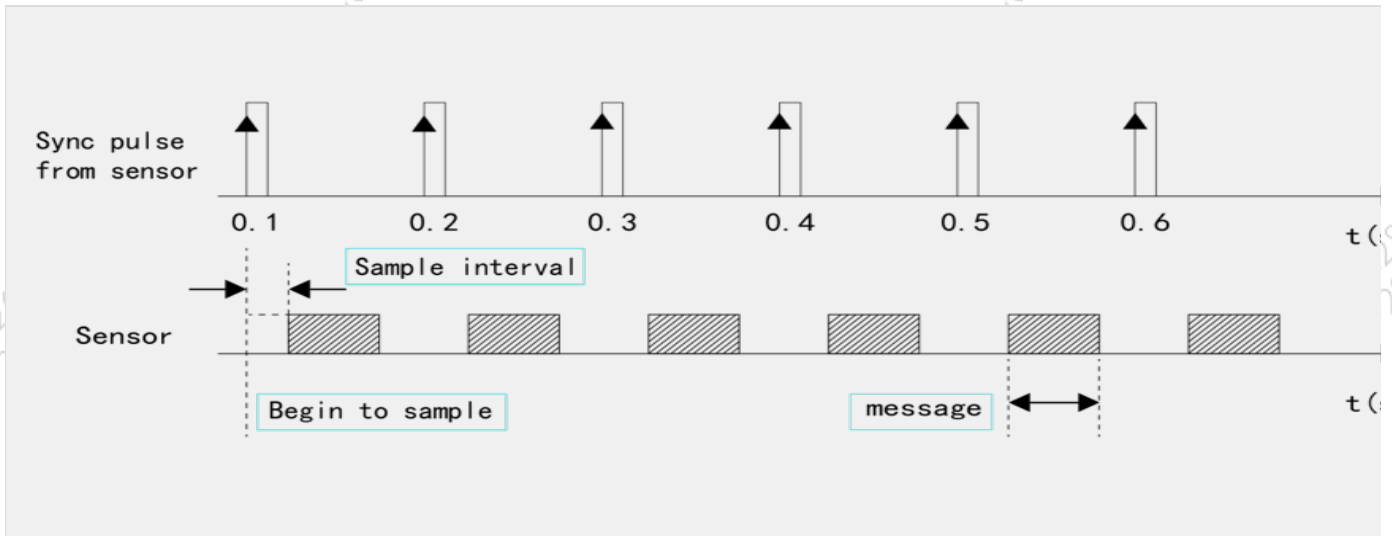 Sync pulse
from sensor
0.1 0.2 0.3 0.4 0.5 0.6
t(
Sample interval
Sensor
Begin to sample
message
t(